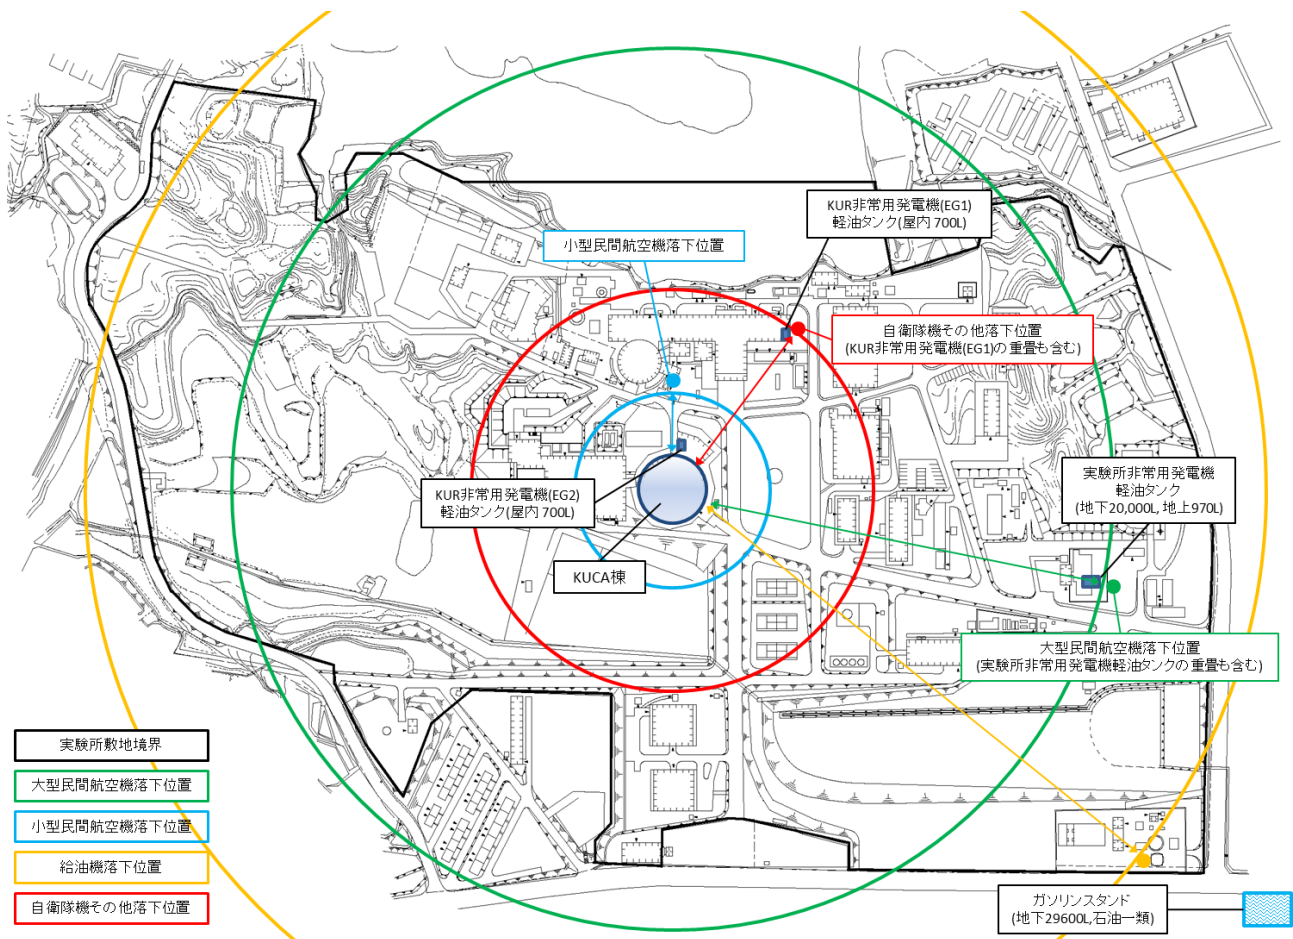 KUR非常用発電機(EG1)
軽油タンク(屋内 700L)
小型民間航空機落下位置
自衛隊機その他落下位置
(KUR非常用発電機(EG1)の重畳も含む)
実験所非常用発電機
軽油タンク
(地下20,000L, 地上970L)
KUR非常用発電機(EG2)
軽油タンク(屋内 700L)
KUCA棟
大型民間航空機落下位置
(実験所非常用発電機軽油タンクの重畳も含む)
実験所敷地境界
大型民間航空機落下位置
小型民間航空機落下位置
給油機落下位置
自衛隊機その他落下位置
ガソリンスタンド
(地下29600L,石油一類)